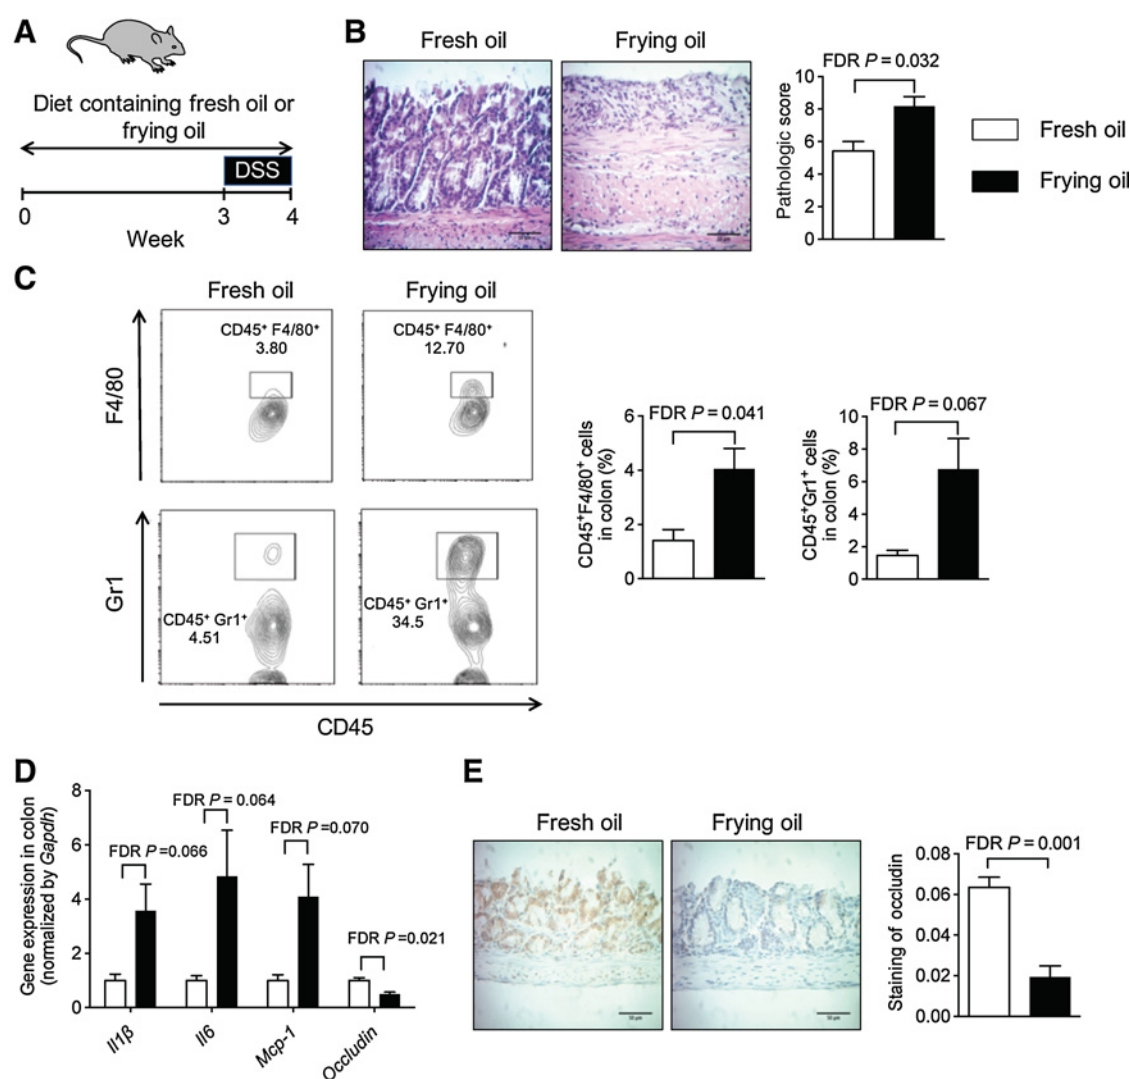 A
Diet containing fresh oil or
frying oil
DSS
0
3
4
Week
B
Fresh oil
Frying oil
FDR P = 0.032
Pathologic score
10
8
6
4
2
0
Fresh oil
Frying oil
C
Fresh oil
Frying oil
F4/80
CD45+ F4/80+
3.80
CD45+ F4/80+
12.70
Gr1
CD45+ Gr1+
4.51
CD45+ Gr1+
34.5
CD45
FDR P = 0.041
CD45+F4/80+ cells
in colon (%)
6
4
2
0
FDR P = 0.067
CD45+Gr1+ cells
in colon (%)
10
8
6
4
2
0
D
Gene expression in colon
(normalized by Gapdh)
8
6
4
2
0
FDR P = 0.066
FDR P = 0.064
FDR P = 0.070
FDR P = 0.021
Il1β
Il6
Mcp-1
Occludin
E
Fresh oil
Frying oil
50 μm
50 μm
FDR P = 0.001
Staining of occludin
0.08
0.06
0.04
0.02
0.00